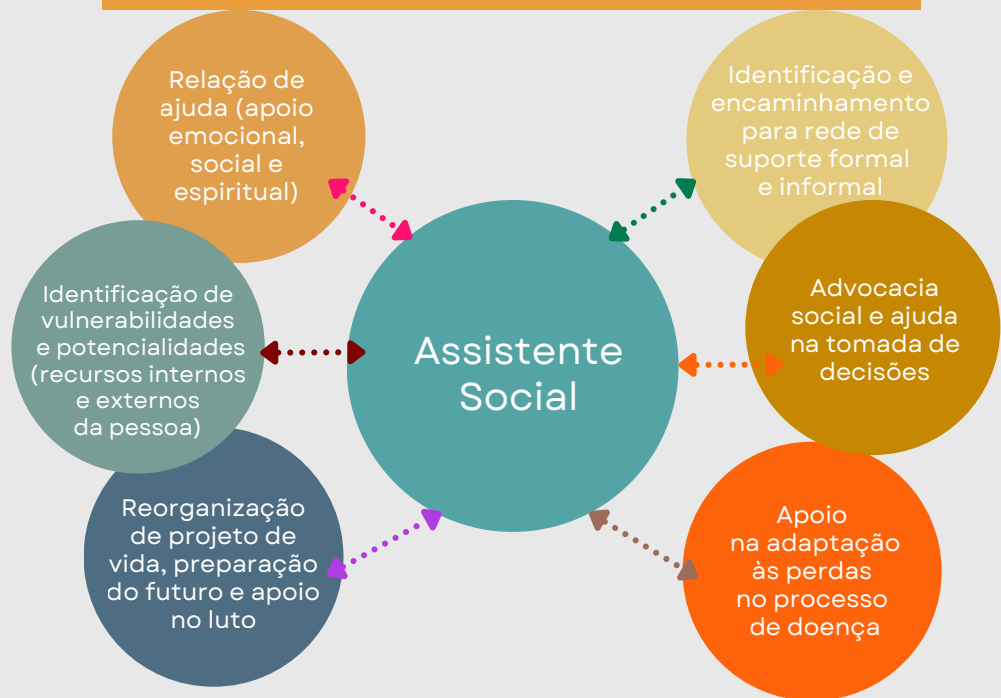 Relação de
ajuda (apoio
emocional,
social e
espiritual)
Identificação e
encaminhamento
para rede de
suporte formal
e informal
Identificação de
vulnerabilidades
e potencialidades
(recursos internos
e externos
da pessoa)
Assistente
Social
Advocacia
social e ajuda
na tomada de
decisões
Reorganização
de projeto de
vida, preparação
do futuro e apoio
no luto
Apoio
na adaptação
às perdas
no processo
de doença